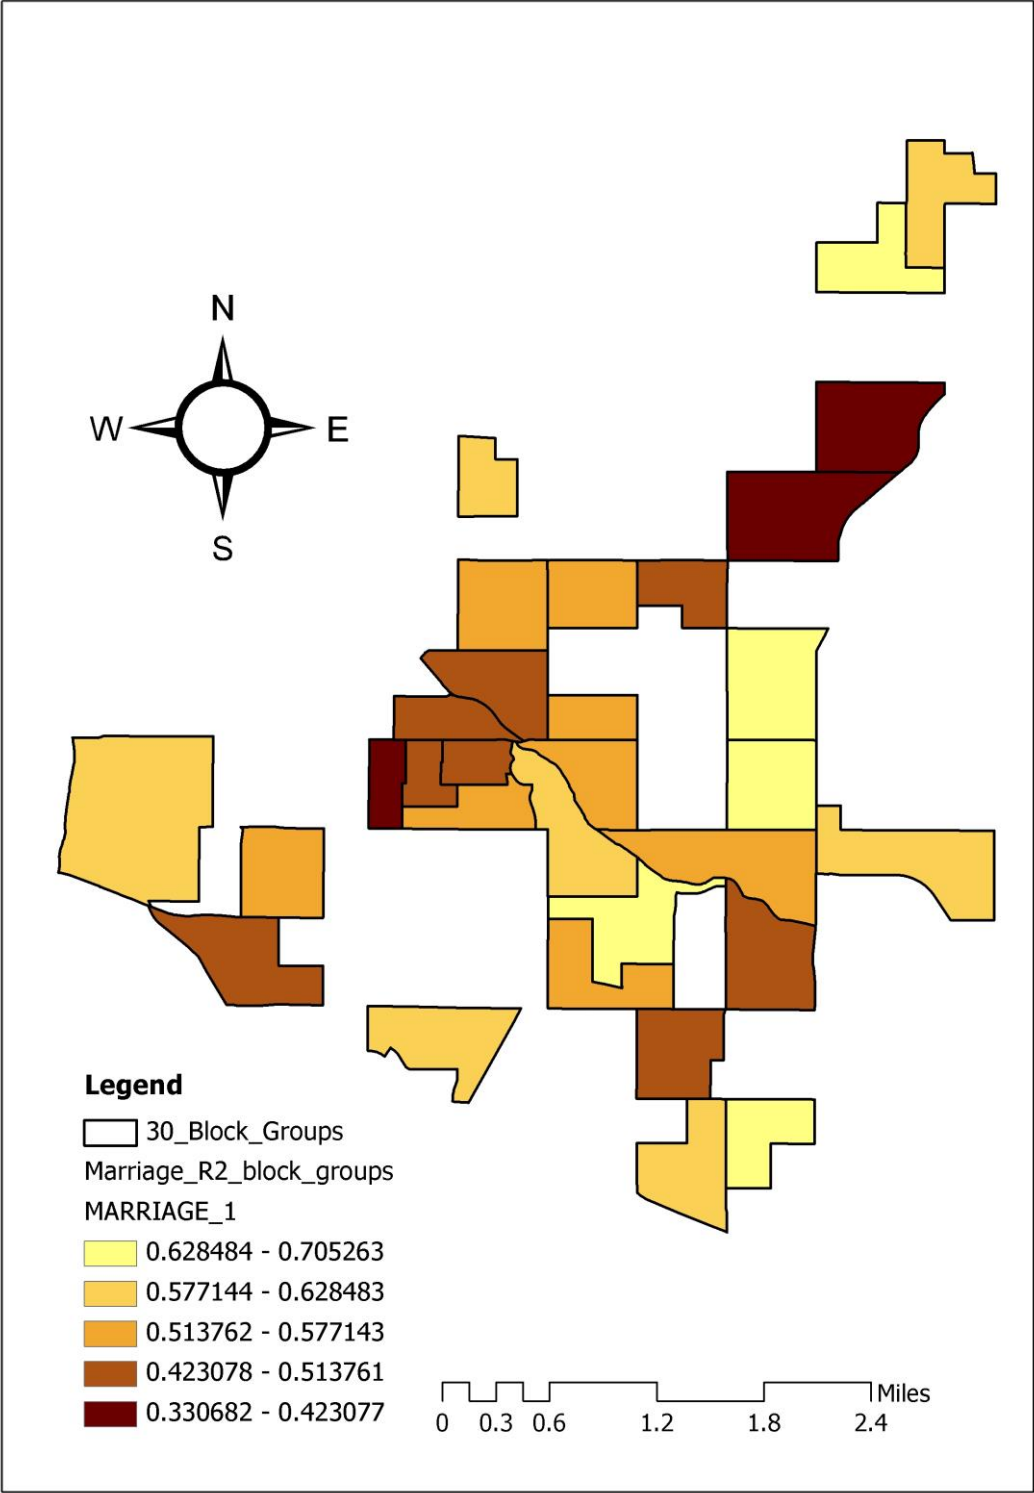 N
W E
S
Legend
30_Block_Groups
Marriage_R2_block_groups
MARRIAGE_1
0.628484 - 0.705263
0.577144 - 0.628483
0.513762 - 0.577143
0.423078 - 0.513761
0.330682 - 0.423077
Miles
0 0.3 0.6 1.2 1.8 2.4